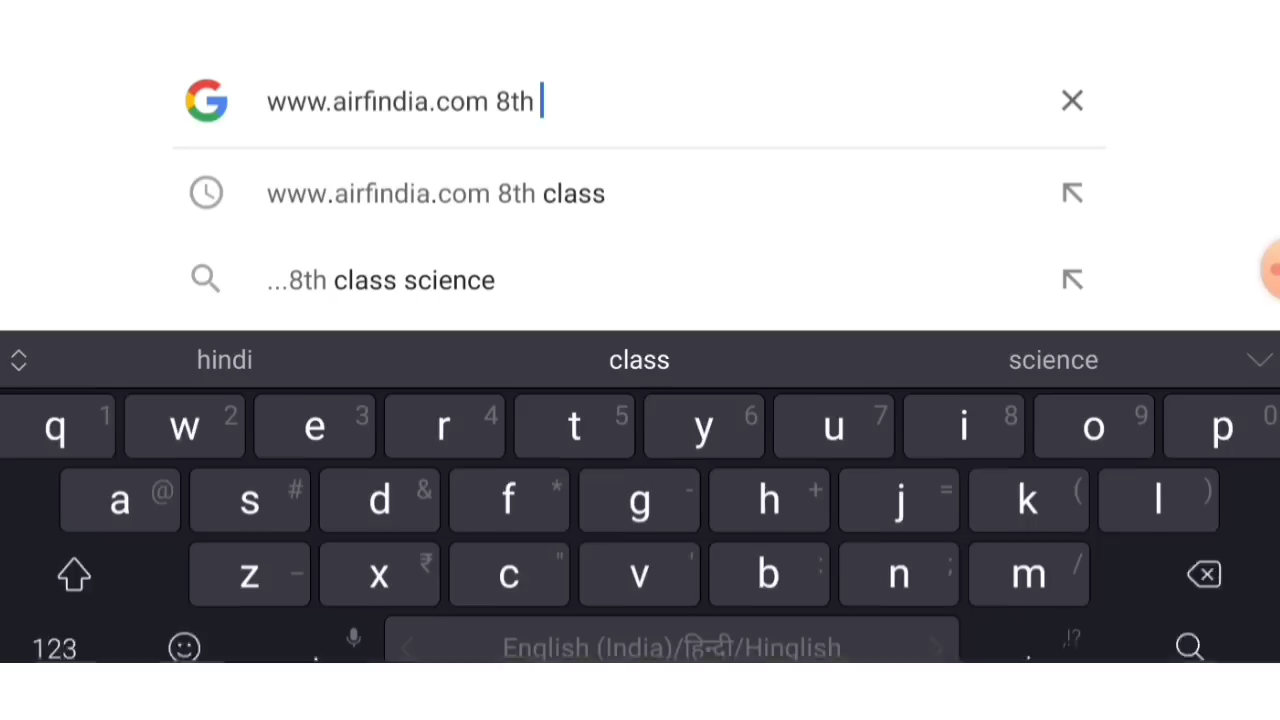 www.airfindia.com 8th
www.airfindia.com 8th class
...8th class science
hindi class science
q 1 w 2 e 3 r 4 t 5 y 6 u 7 i 8 o 9 p 0
a @ s # d & f * g - h + j = k ( l )
z _ x ₹ c " v ' b : n ; m /
123 . English (India)/हिन्दी/Hinglish . ,!?